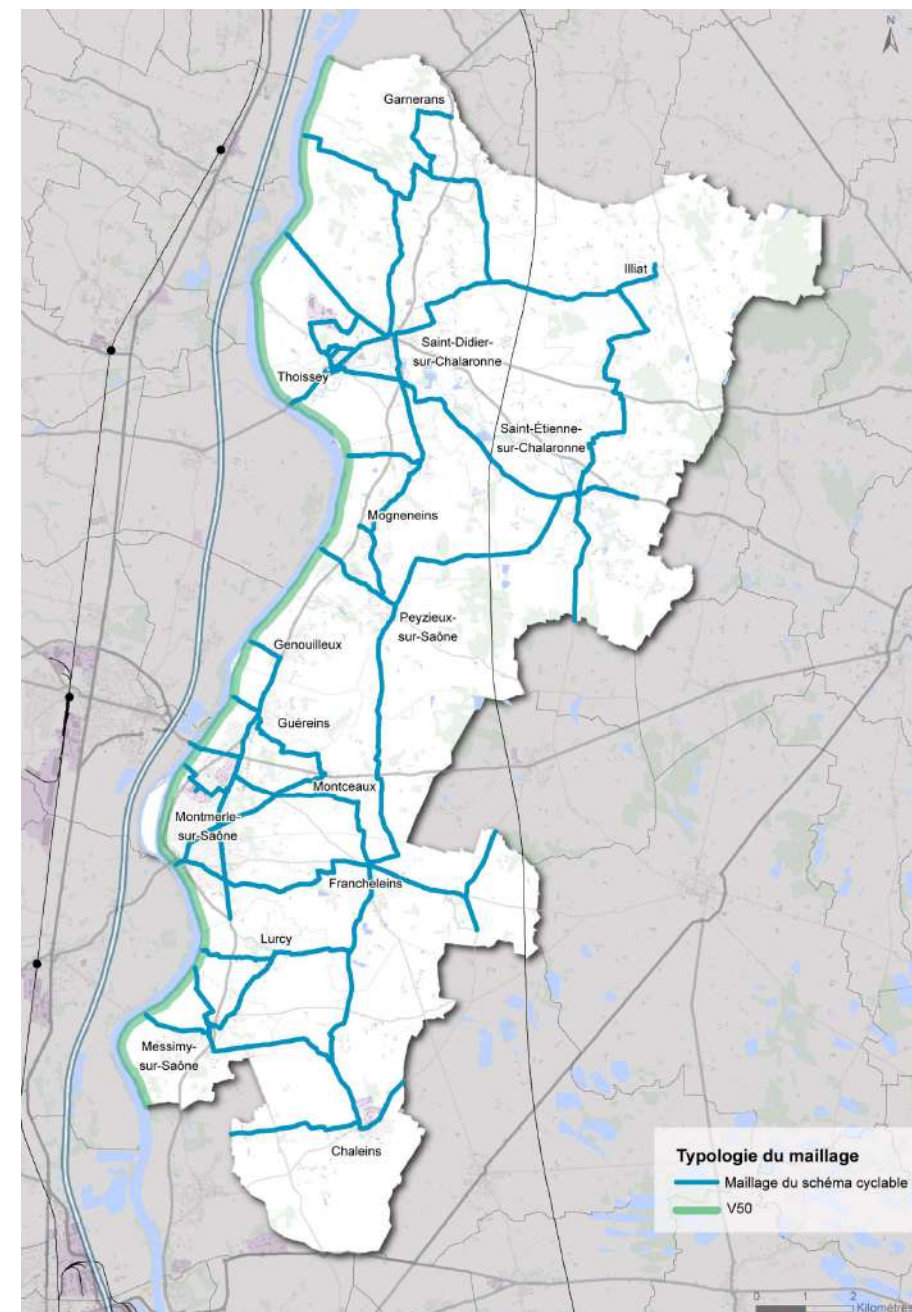 N
Garnerans
Illiat
Saint-Didier-
sur-Chalaronne
Thoissey
Saint-Étienne-
sur-Chalaronne
Mogneneins
Peyzieux-
sur-Saône
Genouilleux
Guéreins
Montceaux
Montmerle-
sur-Saône
Francheleins
Lurcy
Messimy-
sur-Saône
Chaleins
Typologie du maillage
Maillage du schéma cyclable
V50
0 1 2
Kilomètres